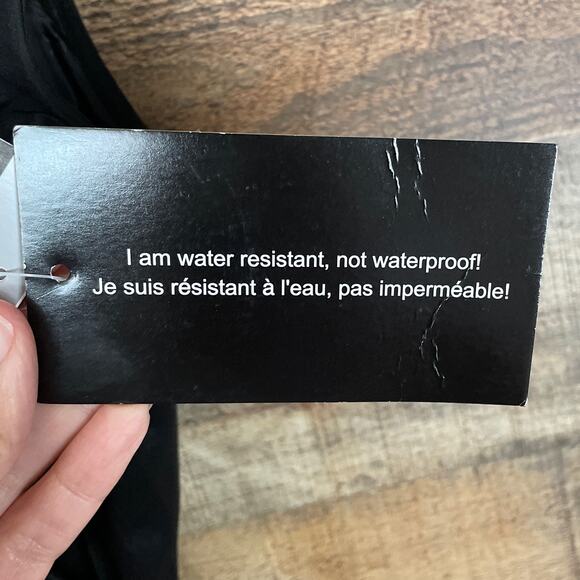 I am water resistant, not waterproof!
Je suis résistant à l'eau, pas imperméable!